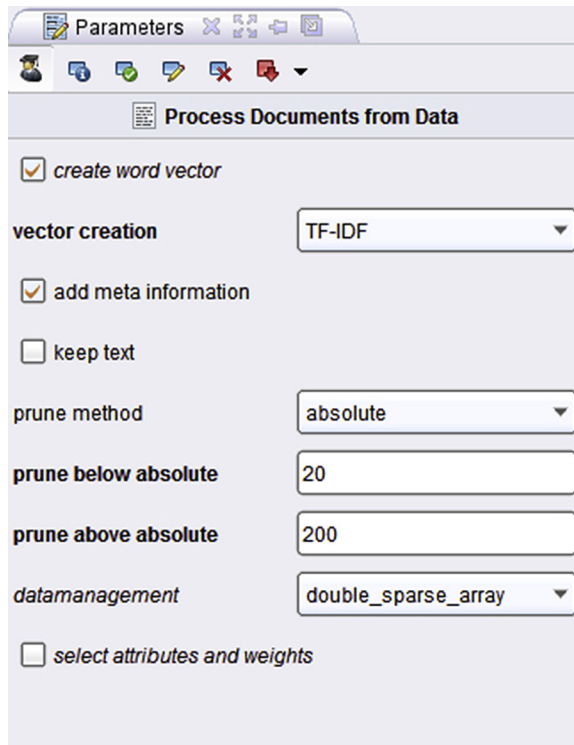 Parameters
Process Documents from Data
create word vector
vector creation TF-IDF
add meta information
keep text
prune method absolute
prune below absolute 20
prune above absolute 200
datamanagement double_sparse_array
select attributes and weights